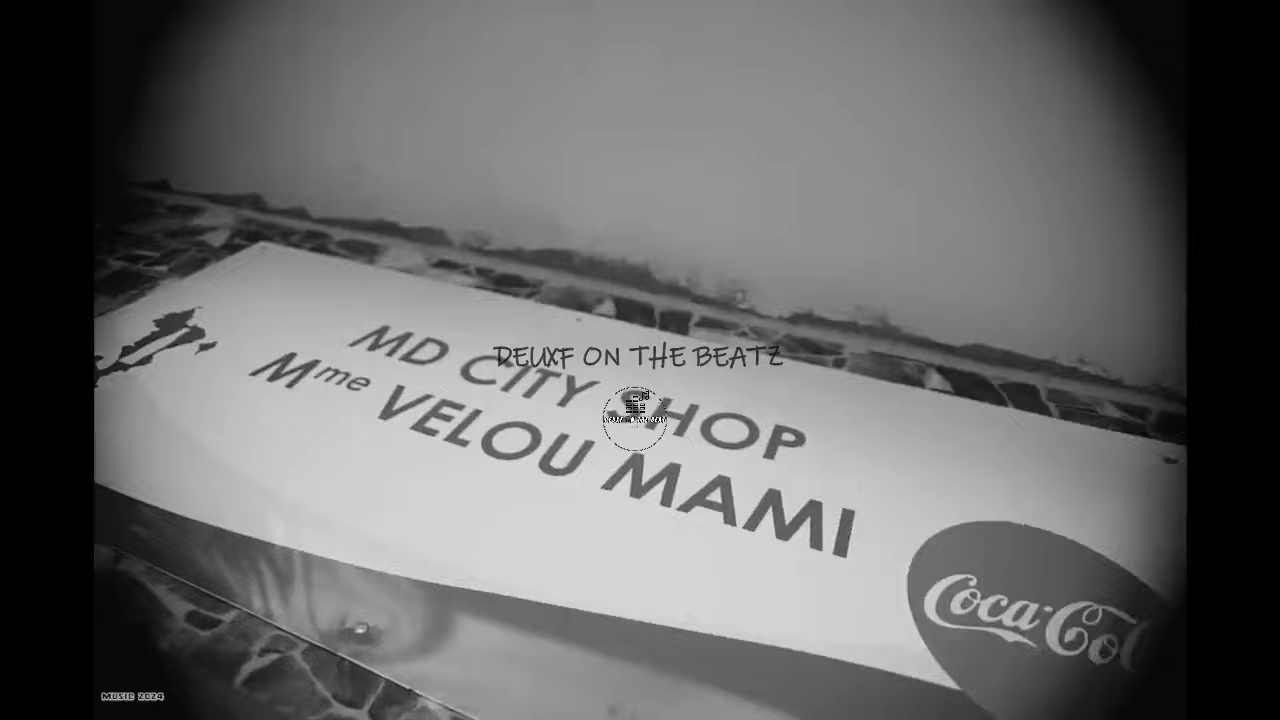 MD CITY SHOP
Mme VELOU MAMI
DEUXF ON THE BEATZ
Coca-Co
MUSIC 2024